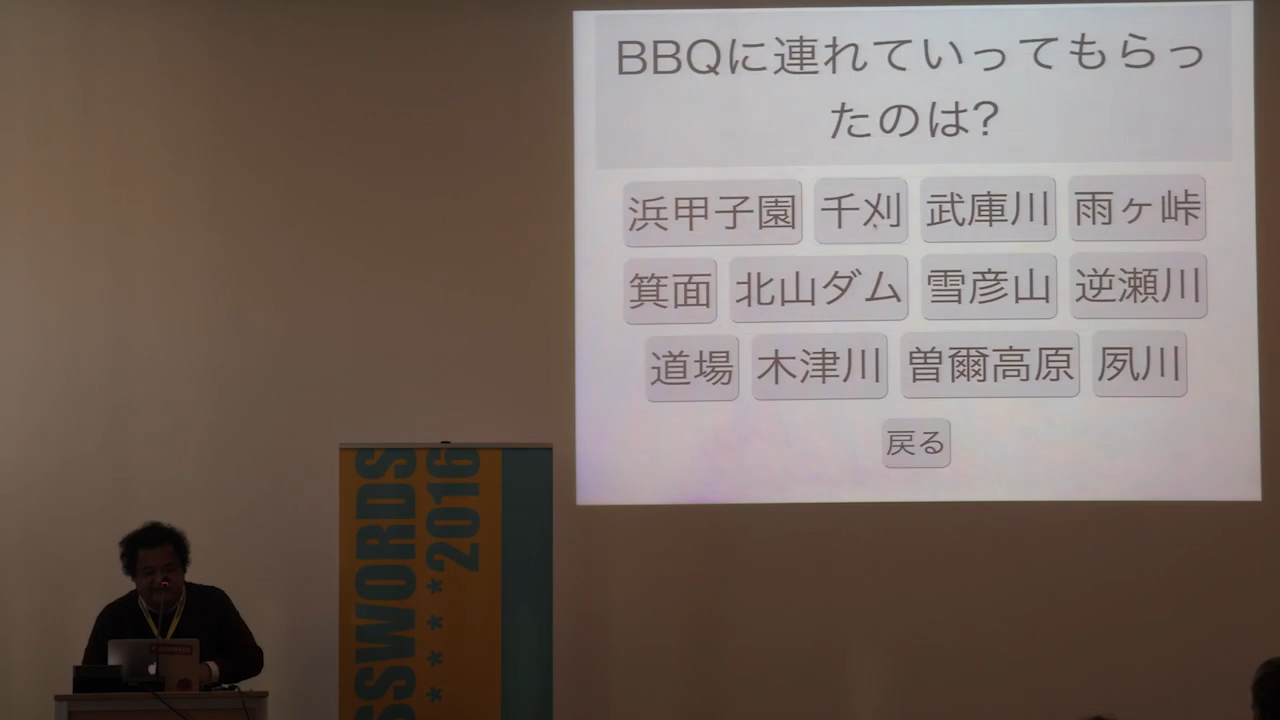 BBQに連れていってもらっ
たのは?
浜甲子園 千刈 武庫川 雨ヶ峠
箕面 北山ダム 雪彦山 逆瀬川
道場 木津川 曽爾高原 夙川
戻る
SSWORDS
****2016